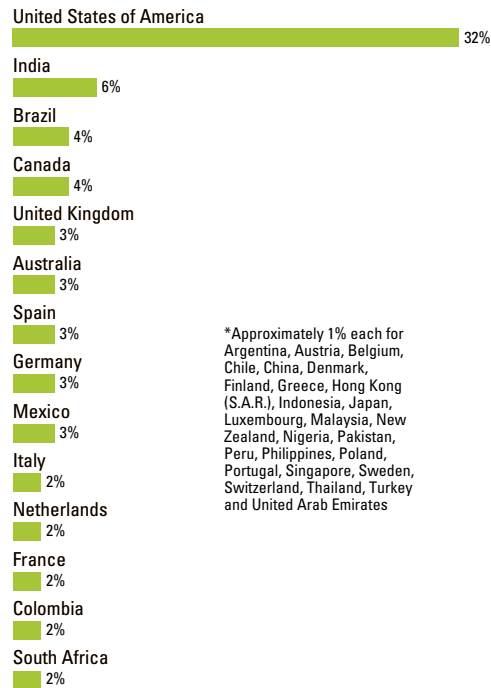 United States of America
32%
India
6%
Brazil
4%
Canada
4%
United Kingdom
3%
Australia
3%
Spain
3%
Germany
3%
Mexico
3%
Italy
2%
Netherlands
2%
France
2%
Colombia
2%
South Africa
2%
*Approximately 1% each for
Argentina, Austria, Belgium,
Chile, China, Denmark,
Finland, Greece, Hong Kong
(S.A.R.), Indonesia, Japan,
Luxembourg, Malaysia, New
Zealand, Nigeria, Pakistan,
Peru, Philippines, Poland,
Portugal, Singapore, Sweden,
Switzerland, Thailand, Turkey
and United Arab Emirates